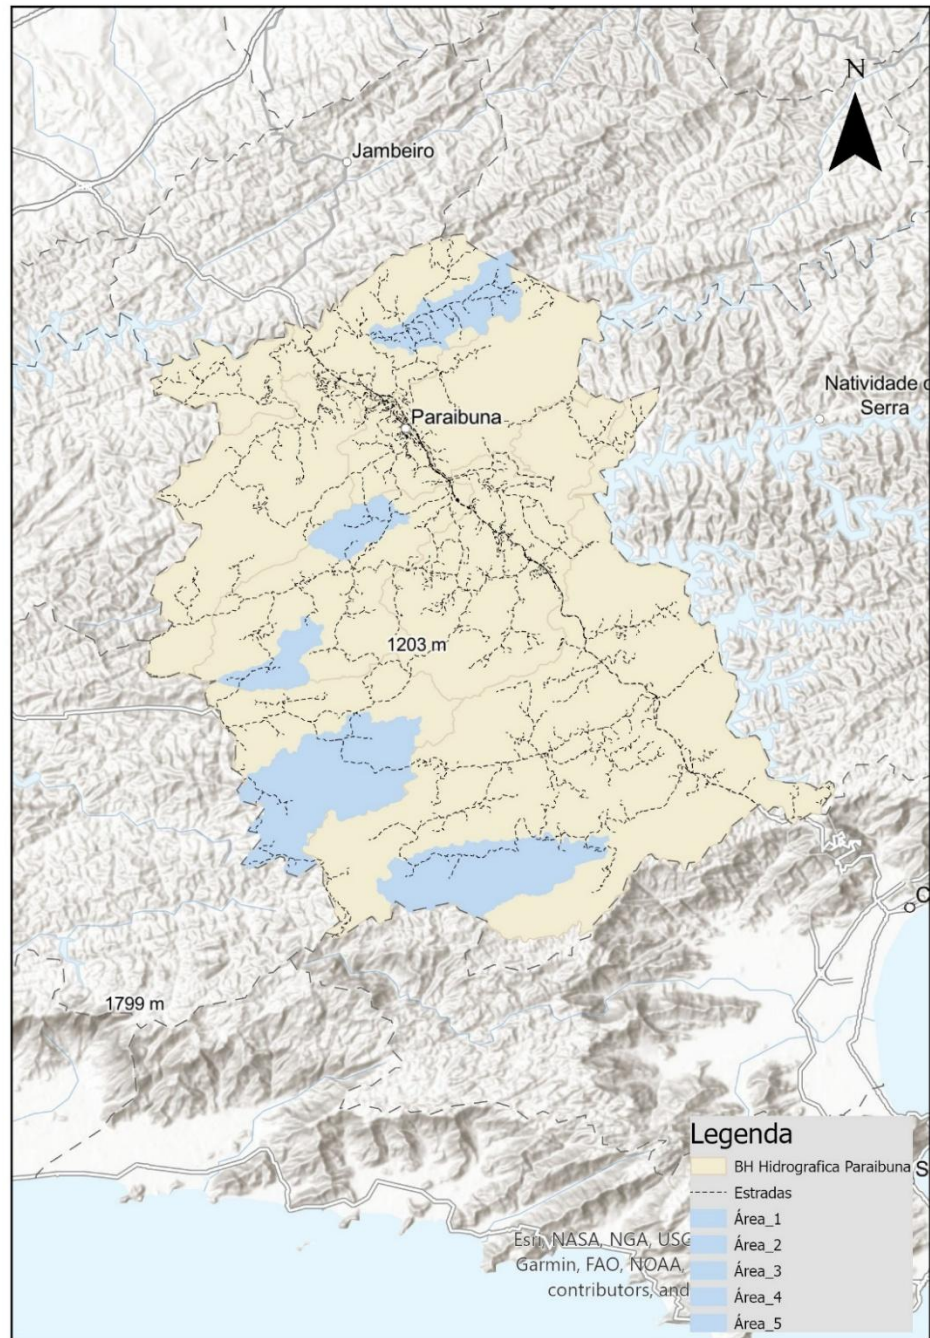 N
Jambeiro
Natividade d
Serra
Paraibuna
1203 m
1799 m
Legenda
BH Hidrografica Paraibuna
Estradas
Área_1
Área_2
Área_3
Área_4
Área_5
Esri, NASA, NGA, USG
Garmin, FAO, NOAA,
contributors, and